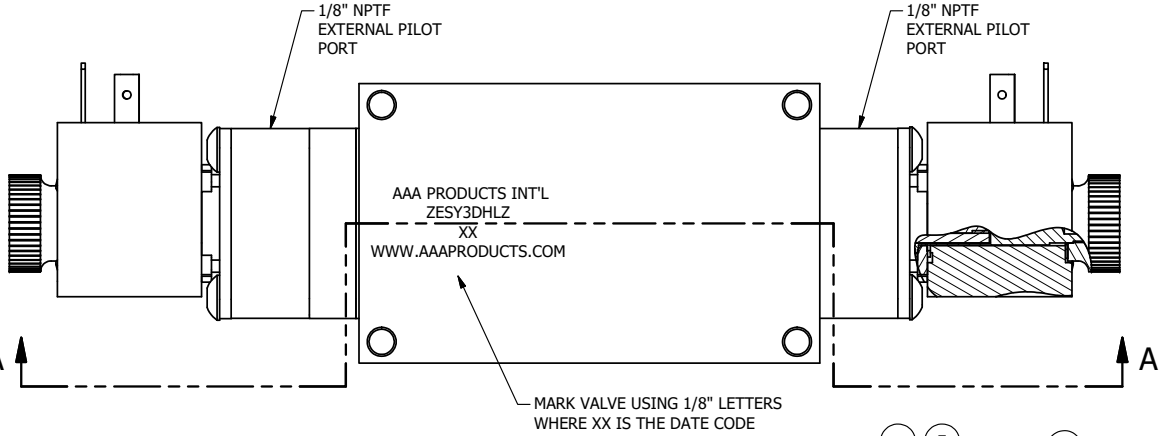 1/8" NPTF
EXTERNAL PILOT
PORT
1/8" NPTF
EXTERNAL PILOT
PORT
AAA PRODUCTS INT'L
ZESY3DHLZ
XX
WWW.AAAPRODUCTS.COM
A
A
MARK VALVE USING 1/8" LETTERS
WHERE XX IS THE DATE CODE